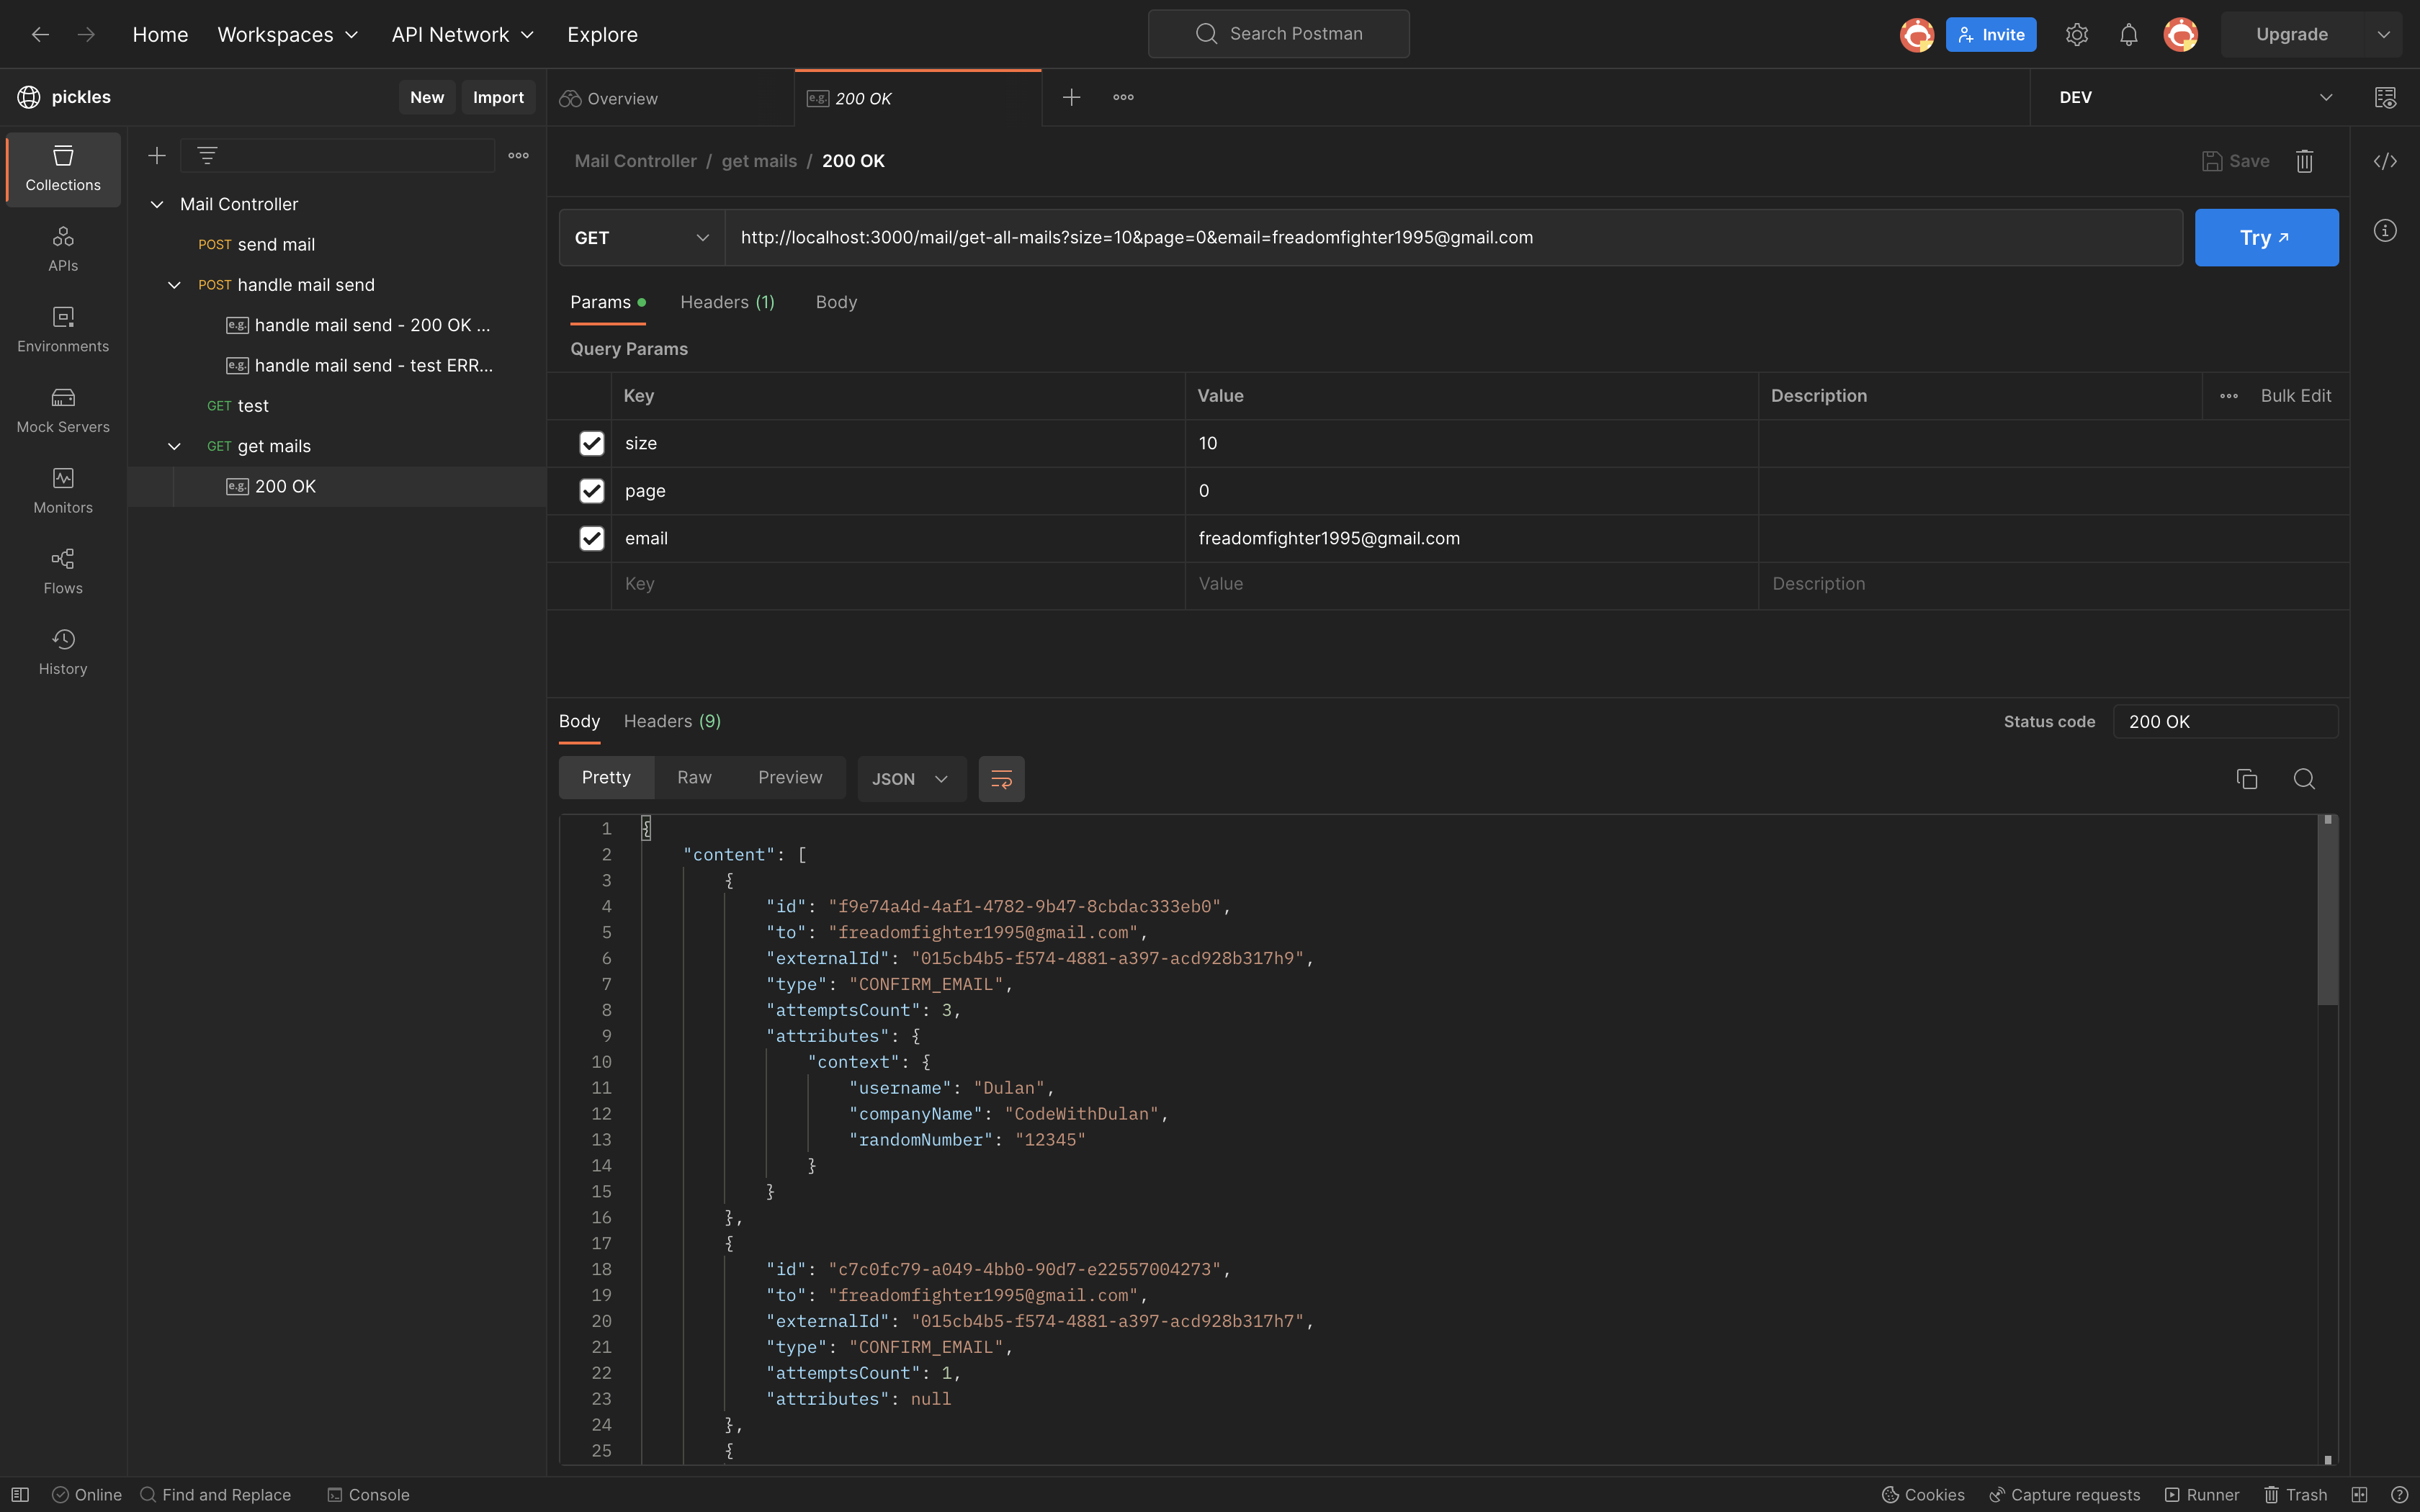 Home Workspaces API Network Explore Search Postman Invite Upgrade
pickles New Import Overview e.g. 200 OK DEV
Collections
APIs
Environments
Mock Servers
Monitors
Flows
History
Mail Controller
POST send mail
POST handle mail send
e.g. handle mail send - 200 OK ...
e.g. handle mail send - test ERR...
GET test
GET get mails
e.g. 200 OK
Mail Controller / get mails / 200 OK Save
GET http://localhost:3000/mail/get-all-mails?size=10&page=0&email=freadomfighter1995@gmail.com Try
Params Headers (1) Body
Query Params
Key Value Description Bulk Edit
size 10
page 0
email freadomfighter1995@gmail.com
Key Value Description
Body Headers (9) Status code 200 OK
Pretty Raw Preview JSON
1 {
2 "content": [
3 {
4 "id": "f9e74a4d-4af1-4782-9b47-8cbdac333eb0",
5 "to": "freadomfighter1995@gmail.com",
6 "externalId": "015cb4b5-f574-4881-a397-acd928b317h9",
7 "type": "CONFIRM_EMAIL",
8 "attemptsCount": 3,
9 "attributes": {
10 "context": {
11 "username": "Dulan",
12 "companyName": "CodeWithDulan",
13 "randomNumber": "12345"
14 }
15 }
16 },
17 {
18 "id": "c7c0fc79-a049-4bb0-90d7-e22557004273",
19 "to": "freadomfighter1995@gmail.com",
20 "externalId": "015cb4b5-f574-4881-a397-acd928b317h7",
21 "type": "CONFIRM_EMAIL",
22 "attemptsCount": 1,
23 "attributes": null
24 },
25 {
Online Find and Replace Console Cookies Capture requests Runner Trash